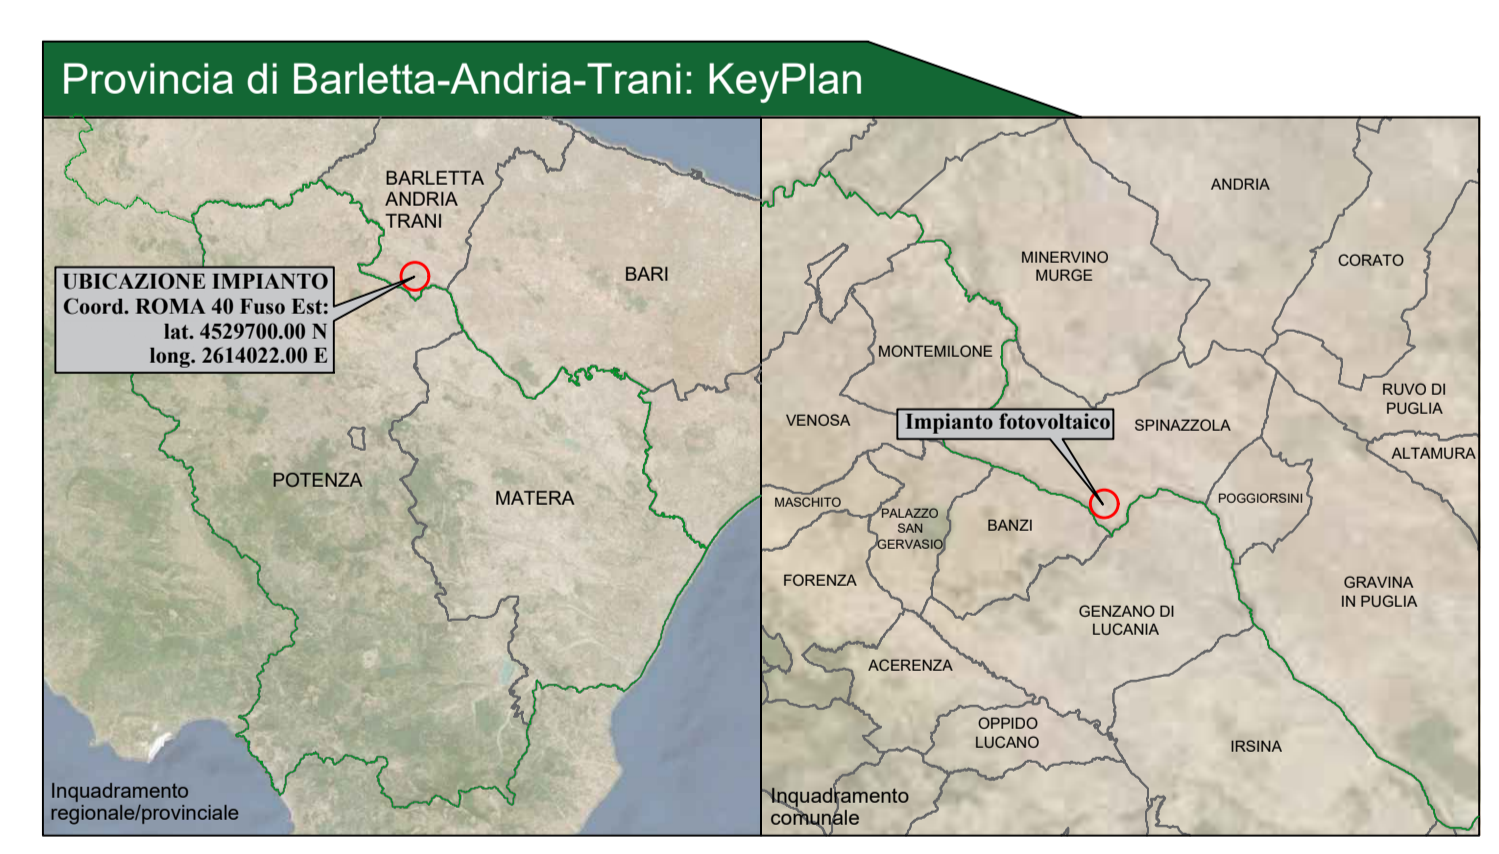 Provincia di Barletta-Andria-Trani: KeyPlan
BARLETTA
ANDRIA
TRANI
BARI
UBICAZIONE IMPIANTO
Coord. ROMA 40 Fuso Est:
lat. 4529700.00 N
long. 2614022.00 E
POTENZA
MATERA
Inquadramento
regionale/provinciale
ANDRIA
MINERVINO
MURGE
CORATO
MONTEMILONE
RUVO DI
PUGLIA
VENOSA
Impianto fotovoltaico
SPINAZZOLA
ALTAMURA
MASCHITO
PALAZZO
SAN
GERVASIO
BANZI
POGGIORSINI
FORENZA
GRAVINA
IN PUGLIA
GENZANO DI
LUCANIA
ACERENZA
OPPIDO
LUCANO
IRSINA
Inquadramento
comunale